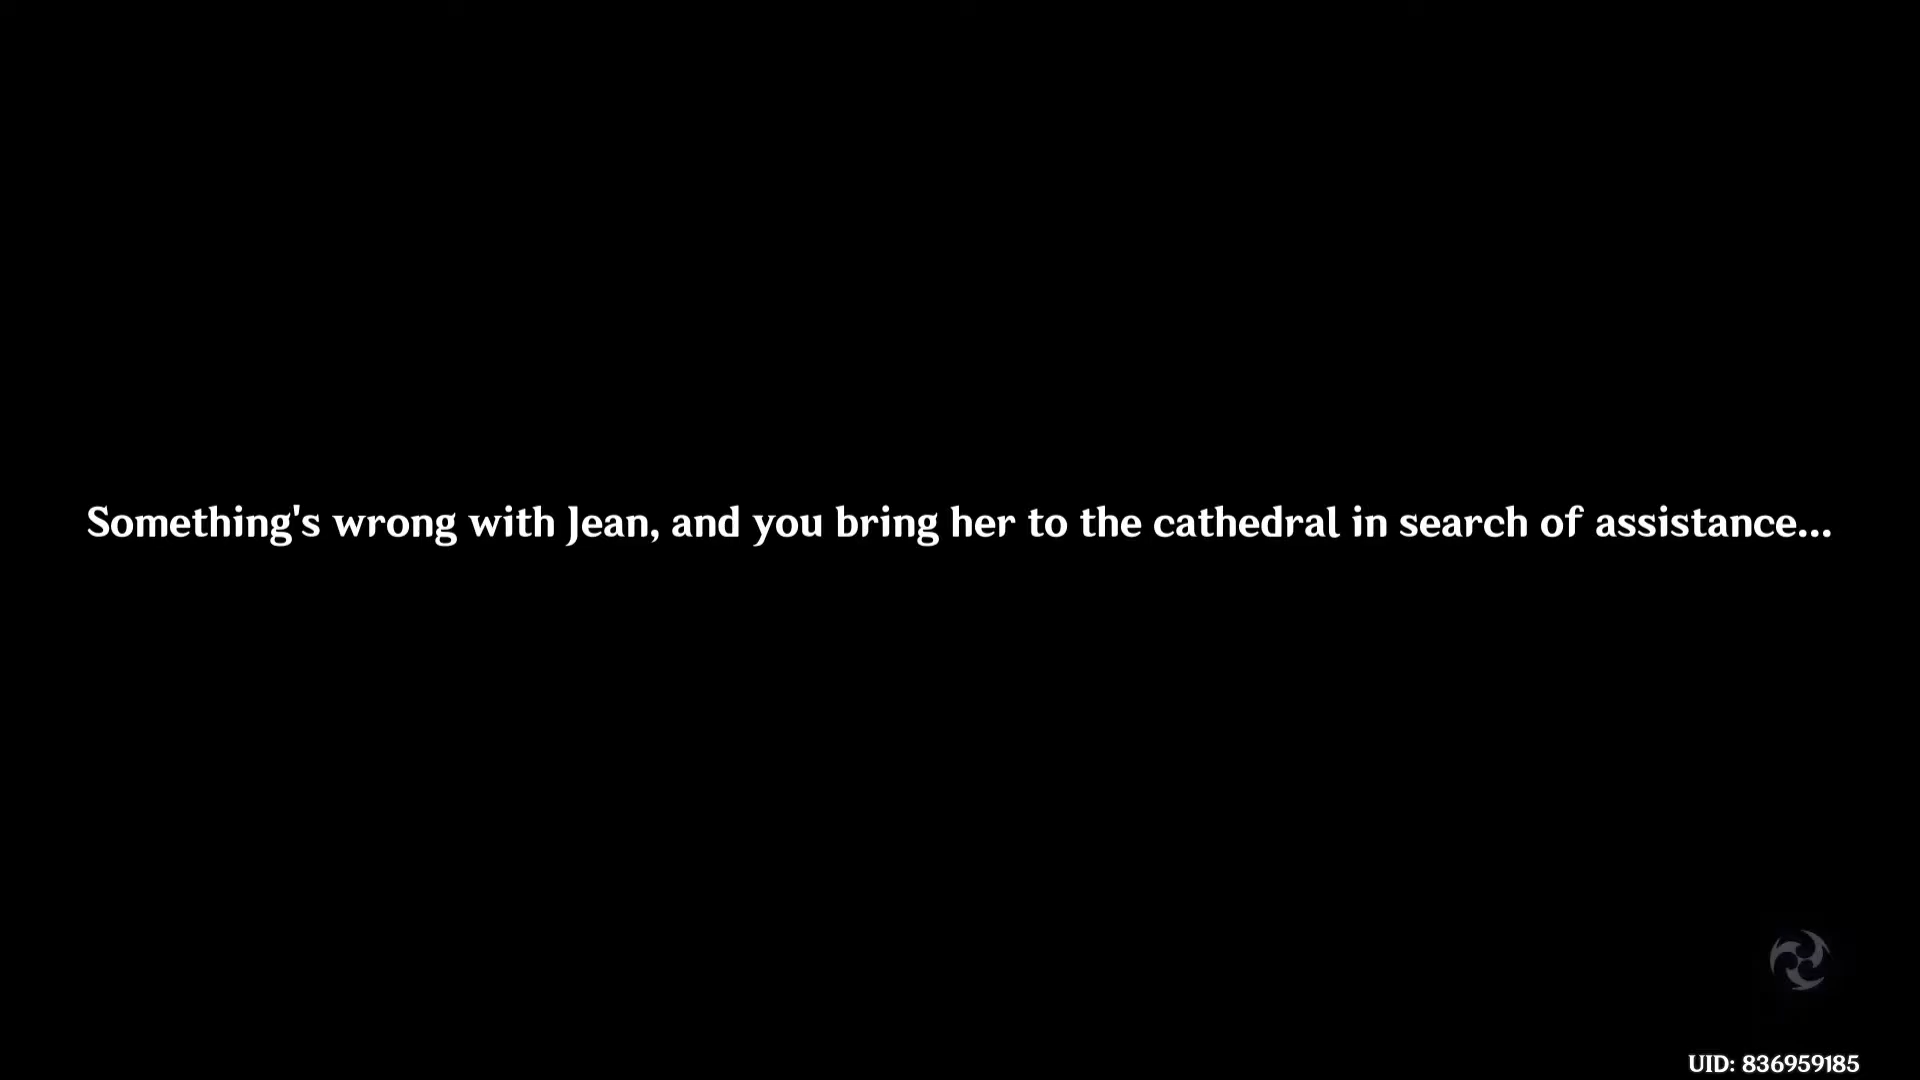 Something's wrong with Jean, and you bring her to the cathedral in search of assistance...
UID: 836959185